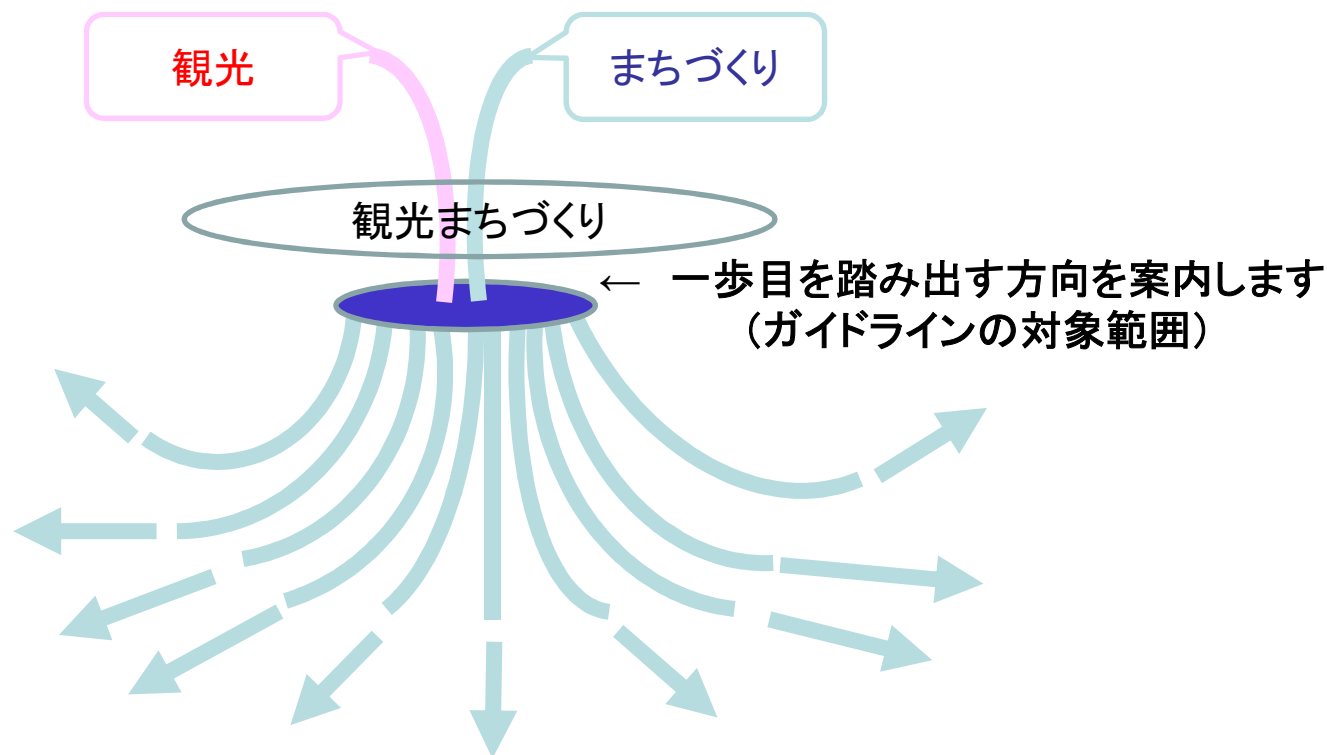 観光
まちづくり
観光まちづくり
← 一歩目を踏み出す方向を案内します
（ガイドラインの対象範囲）